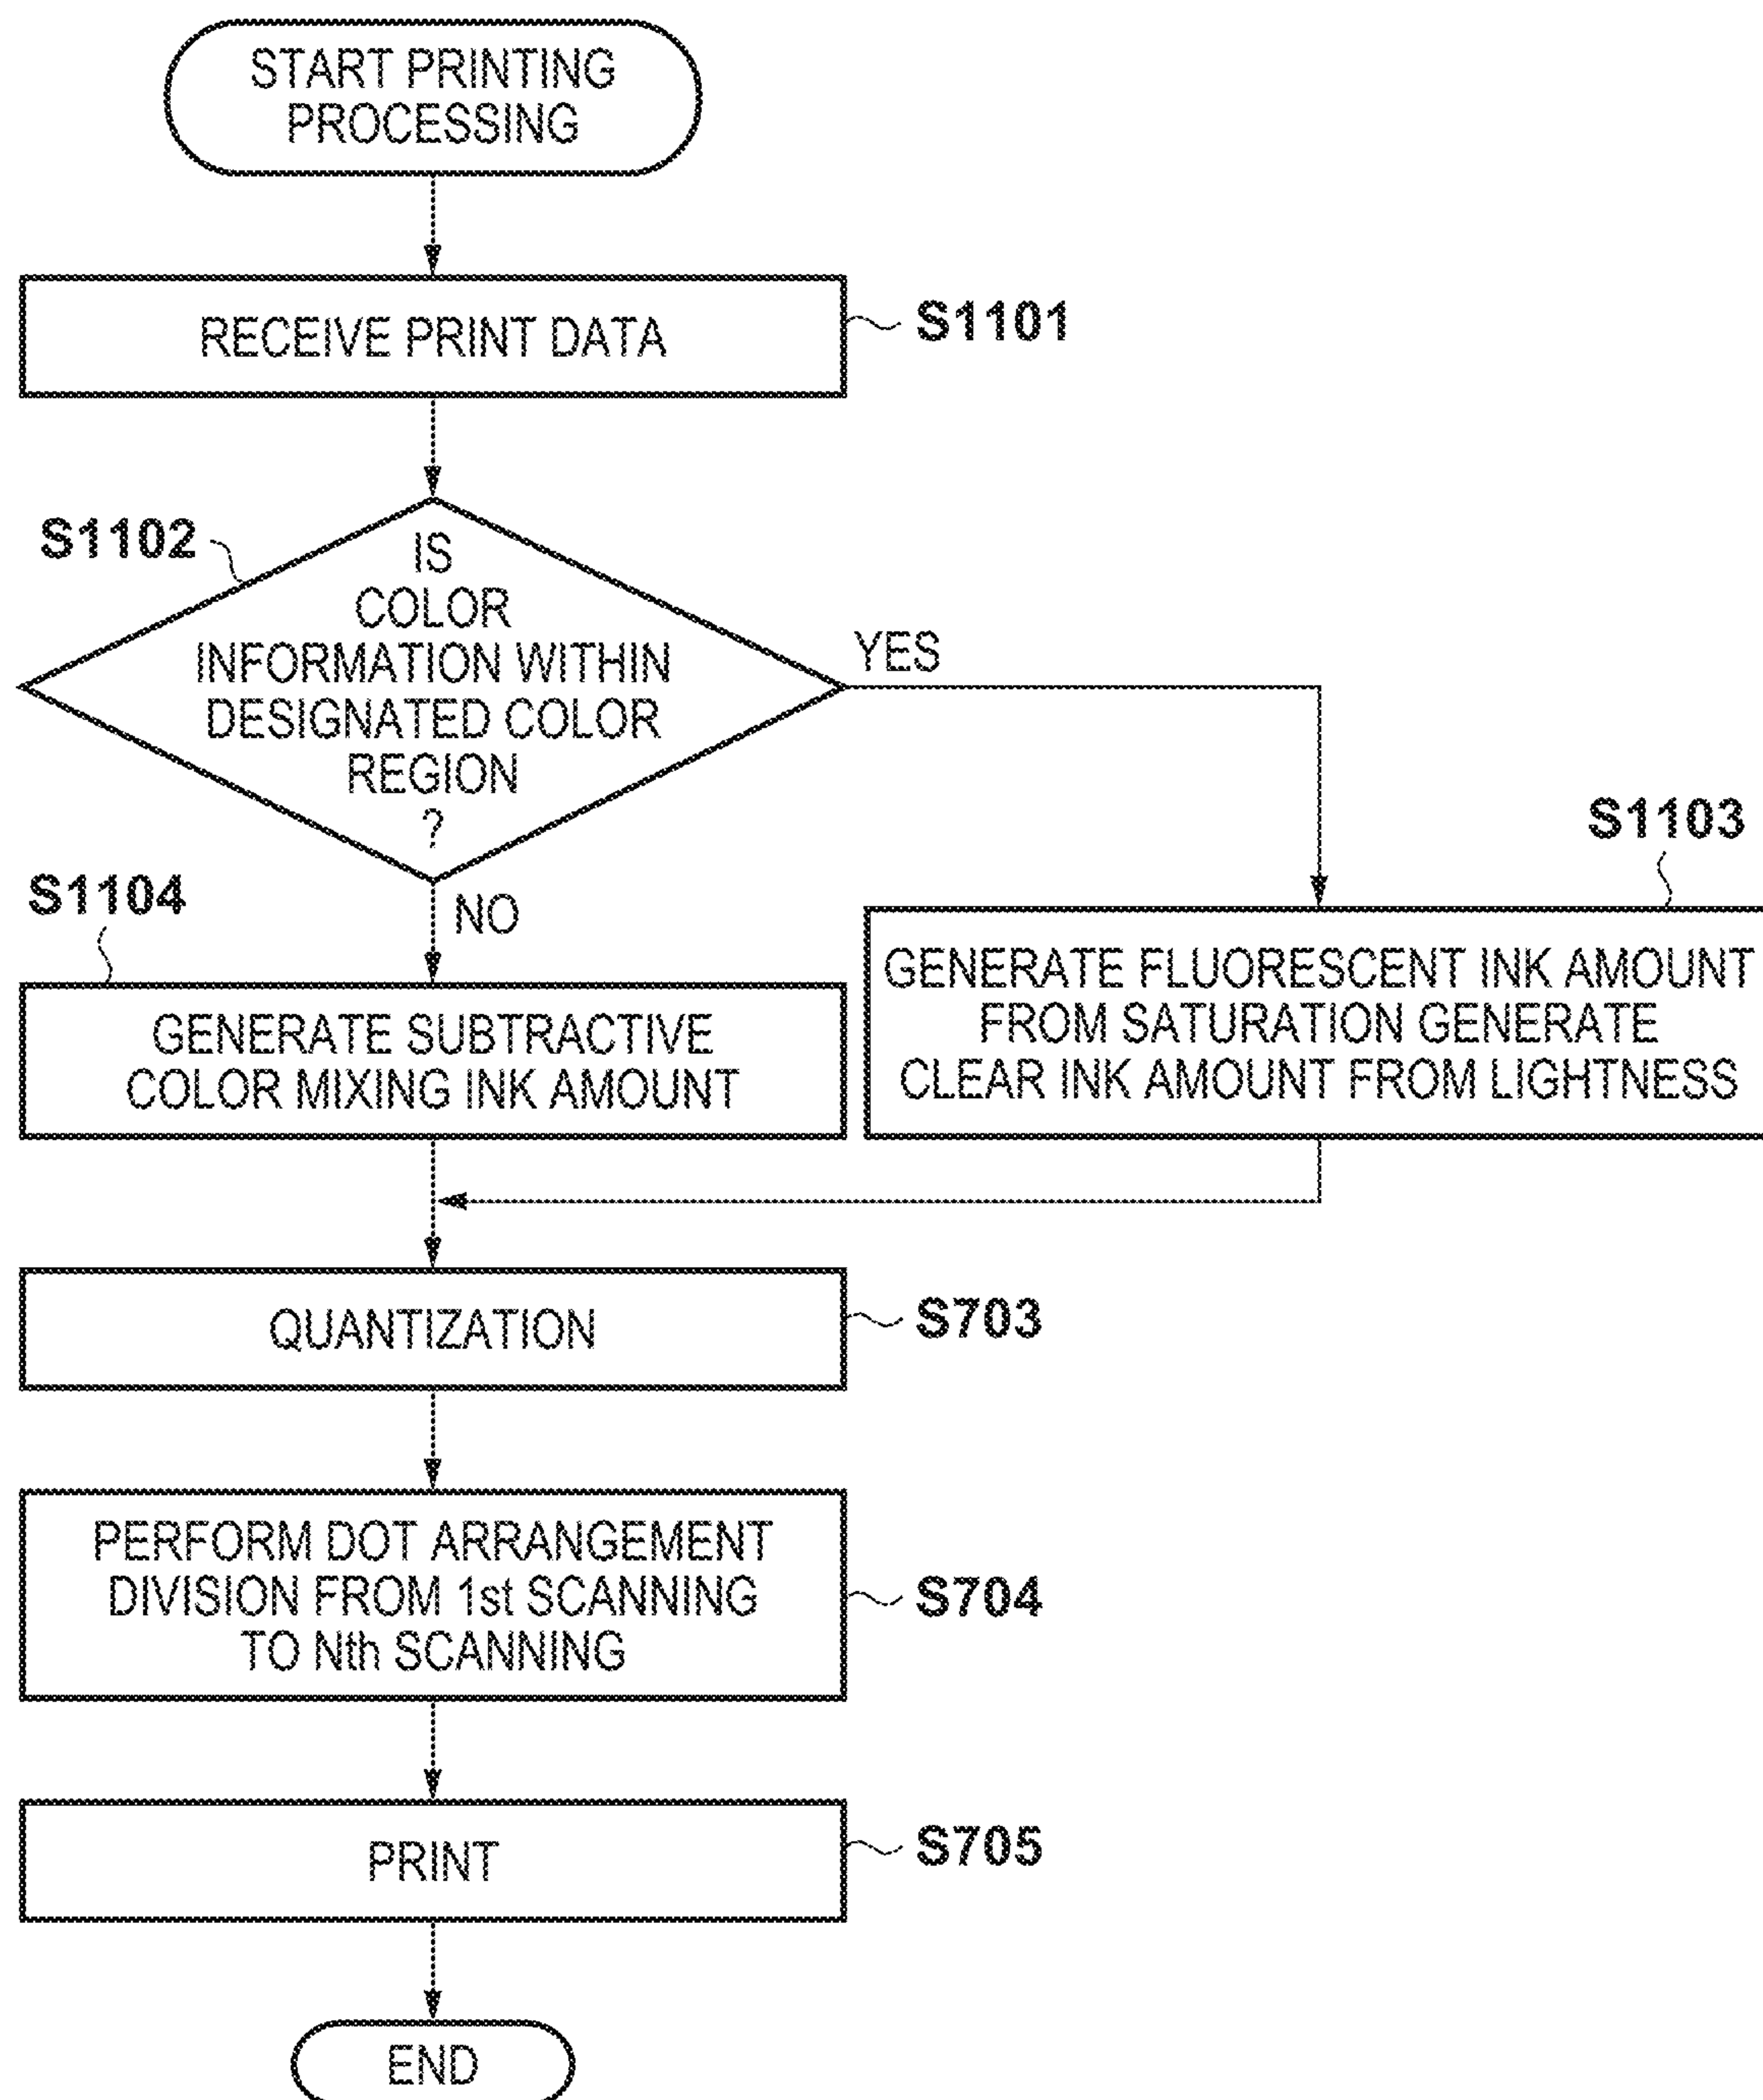 START PRINTING
PROCESSING
RECEIVE PRINT DATA
S1101
S1102
IS
COLOR
INFORMATION WITHIN
DESIGNATED COLOR
REGION
?
YES
NO
S1103
GENERATE FLUORESCENT INK AMOUNT
FROM SATURATION GENERATE
CLEAR INK AMOUNT FROM LIGHTNESS
S1104
GENERATE SUBTRACTIVE
COLOR MIXING INK AMOUNT
QUANTIZATION
S703
PERFORM DOT ARRANGEMENT
DIVISION FROM 1st SCANNING
TO Nth SCANNING
S704
PRINT
S705
END